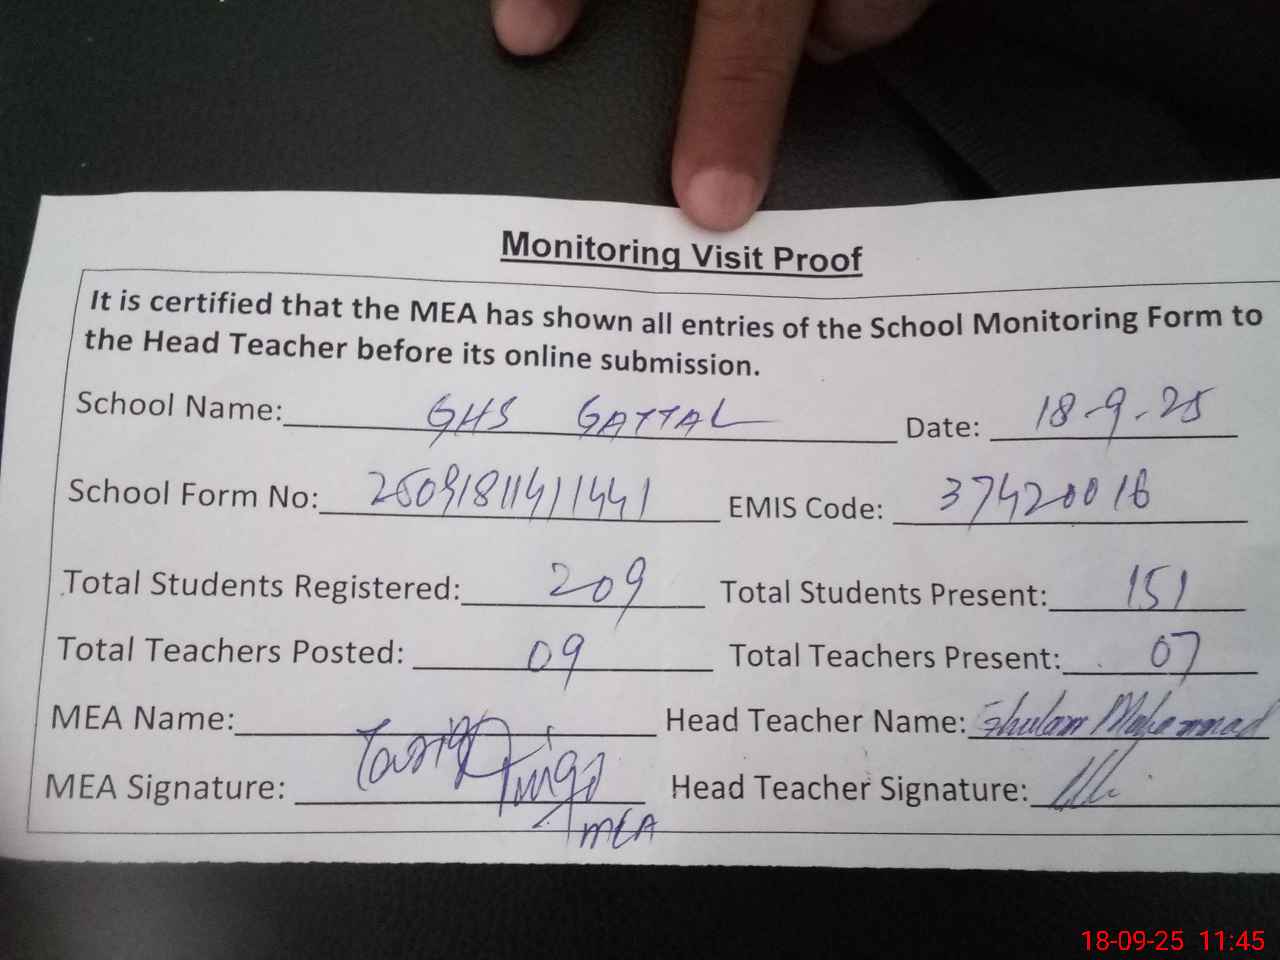 Monitoring Visit Proof
It is certified that the MEA has shown all entries of the School Monitoring Form to
the Head Teacher before its online submission.
School Name: GHS GATTAL Date: 18-9-25
School Form No: 25091811411441 EMIS Code: 37420016
Total Students Registered: 209 Total Students Present: 151
Total Teachers Posted: 09 Total Teachers Present: 07
MEA Name: Head Teacher Name: Ghulam Mohammad
MEA Signature: Head Teacher Signature:
MEA
18-09-25 11:45